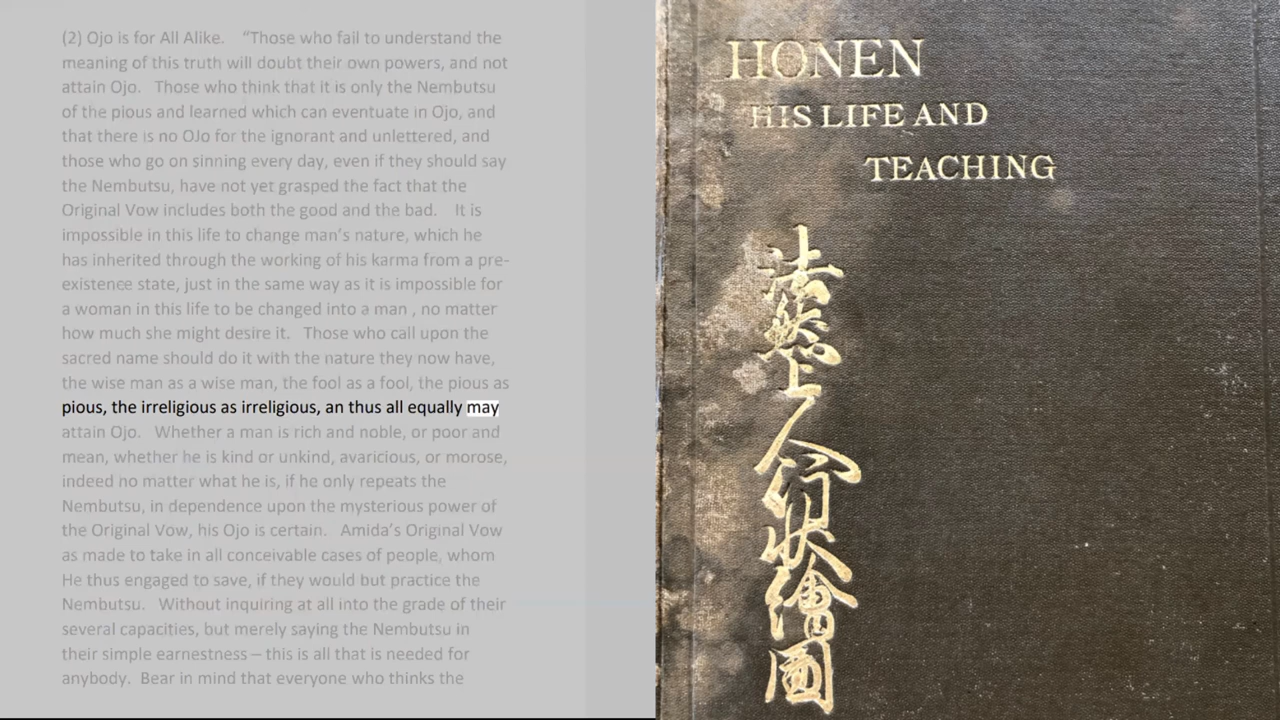 (2) Ojo is for All Alike. “Those who fail to understand the
meaning of this truth will doubt their own powers, and not
attain Ojo. Those who think that it is only the Nembutsu
of the pious and learned which can eventuate in Ojo, and
that there is no OJo for the ignorant and unlettered, and
those who go on sinning every day, even if they should say
the Nembutsu, have not yet grasped the fact that the
Original Vow includes both the good and the bad. It is
impossible in this life to change man’s nature, which he
has inherited through the working of his karma from a pre-
existence state, just in the same way as it is impossible for
a woman in this life to be changed into a man , no matter
how much she might desire it. Those who call upon the
sacred name should do it with the nature they now have,
the wise man as a wise man, the fool as a fool, the pious as
pious, the irreligious as irreligious, an thus all equally may
attain Ojo. Whether a man is rich and noble, or poor and
mean, whether he is kind or unkind, avaricious, or morose,
indeed no matter what he is, if he only repeats the
Nembutsu, in dependence upon the mysterious power of
the Original Vow, his Ojo is certain. Amida’s Original Vow
as made to take in all conceivable cases of people, whom
He thus engaged to save, if they would but practice the
Nembutsu. Without inquiring at all into the grade of their
several capacities, but merely saying the Nembutsu in
their simple earnestness – this is all that is needed for
anybody. Bear in mind that everyone who thinks the
HONEN
HIS LIFE AND
TEACHING
法然上人行狀繪圖